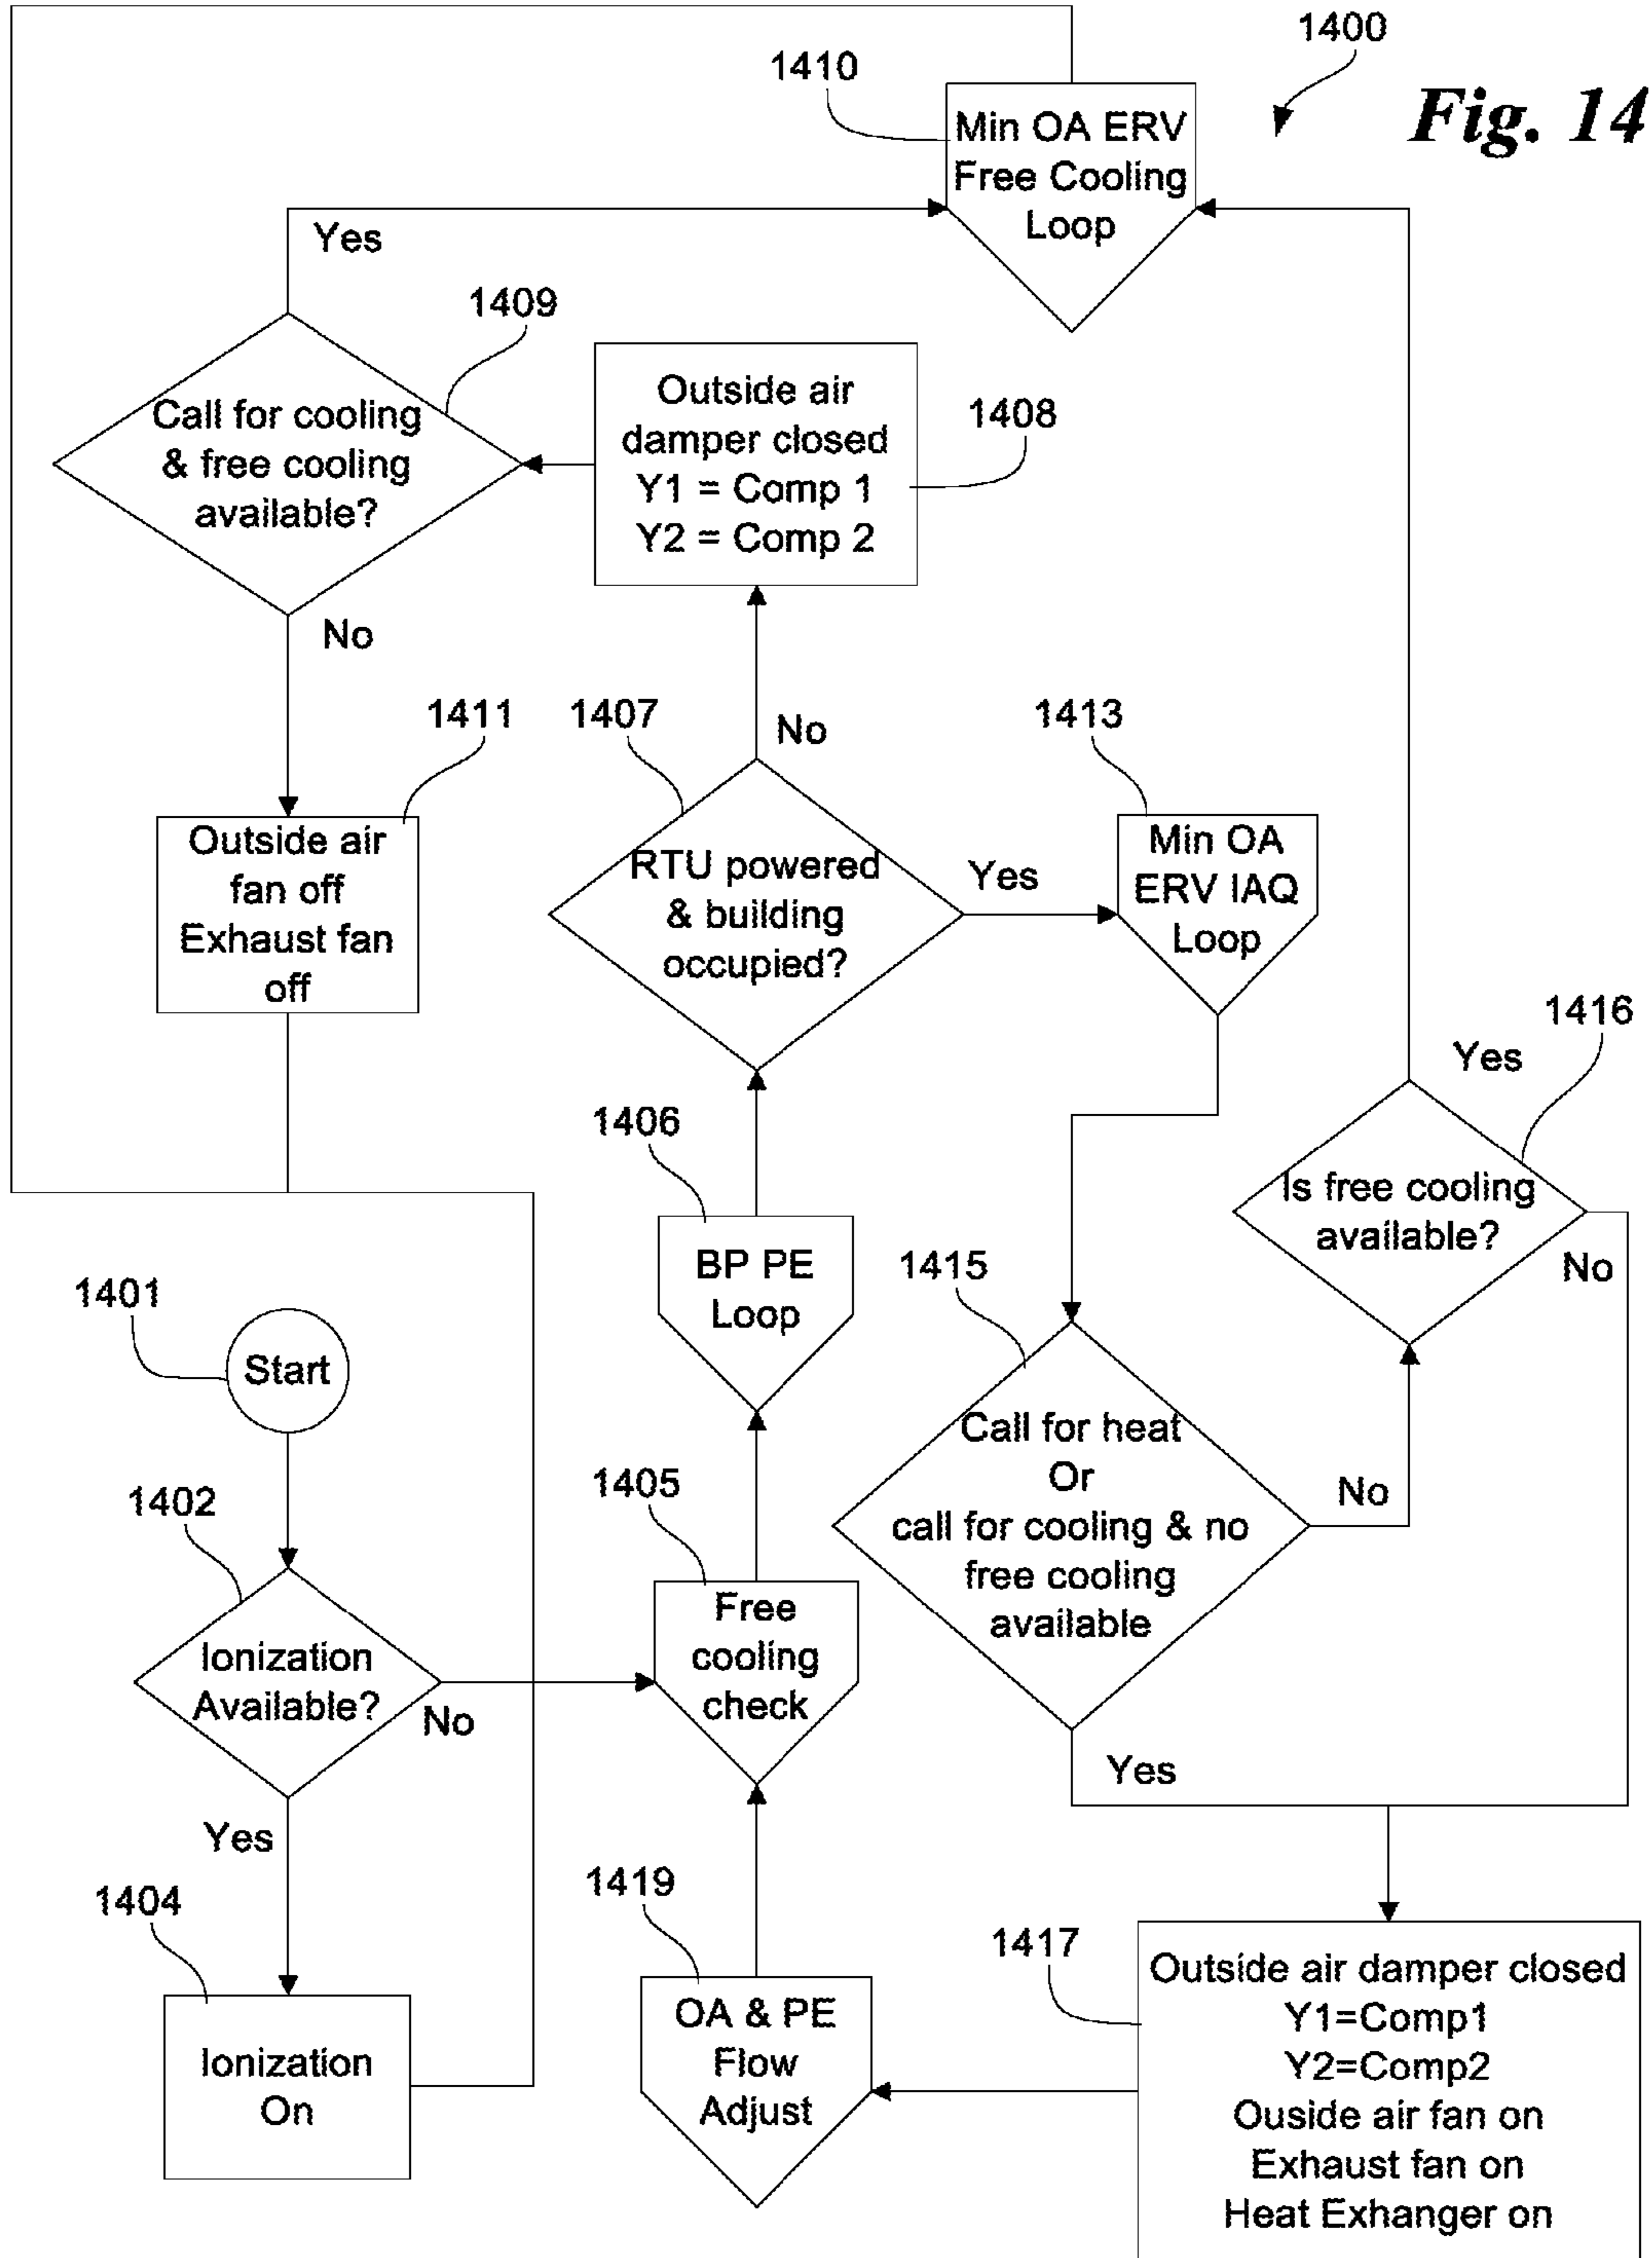 1400
Fig. 14
1410
Min OA ERV
Free Cooling
Loop
Yes
1409
Call for cooling
& free cooling
available?
Outside air
damper closed
Y1 = Comp 1
Y2 = Comp 2
1408
No
1411
Outside air
fan off
Exhaust fan
off
1407
No
RTU powered
& building
occupied?
Yes
1413
Min OA
ERV IAQ
Loop
1416
Yes
Is free cooling
available?
No
1406
BP PE
Loop
1415
Call for heat
Or
call for cooling & no
free cooling
available
No
Yes
1401
Start
1402
Ionization
Available?
No
Yes
1405
Free
cooling
check
1404
Ionization
On
1419
OA & PE
Flow
Adjust
1417
Outside air damper closed
Y1=Comp1
Y2=Comp2
Ouside air fan on
Exhaust fan on
Heat Exhanger on